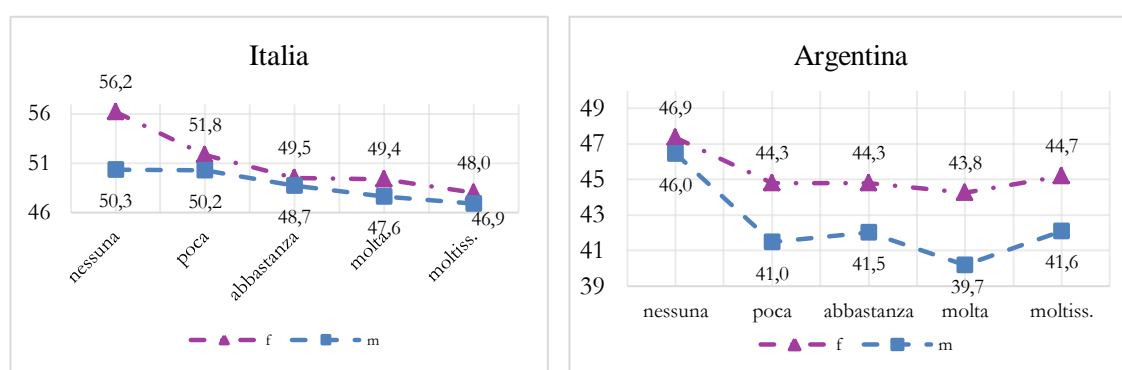 Italia
56,2
56
51,8
49,5
49,4
48,0
51
50,3
50,2
48,7
47,6
46,9
46
nessuna
poca
abbastanza
molta
moltiss.
f
m
Argentina
49
46,9
47
44,3
44,3
43,8
44,7
45
46,0
43
41
41,0
41,5
39,7
41,6
39
nessuna
poca
abbastanza
molta
moltiss.
f
m